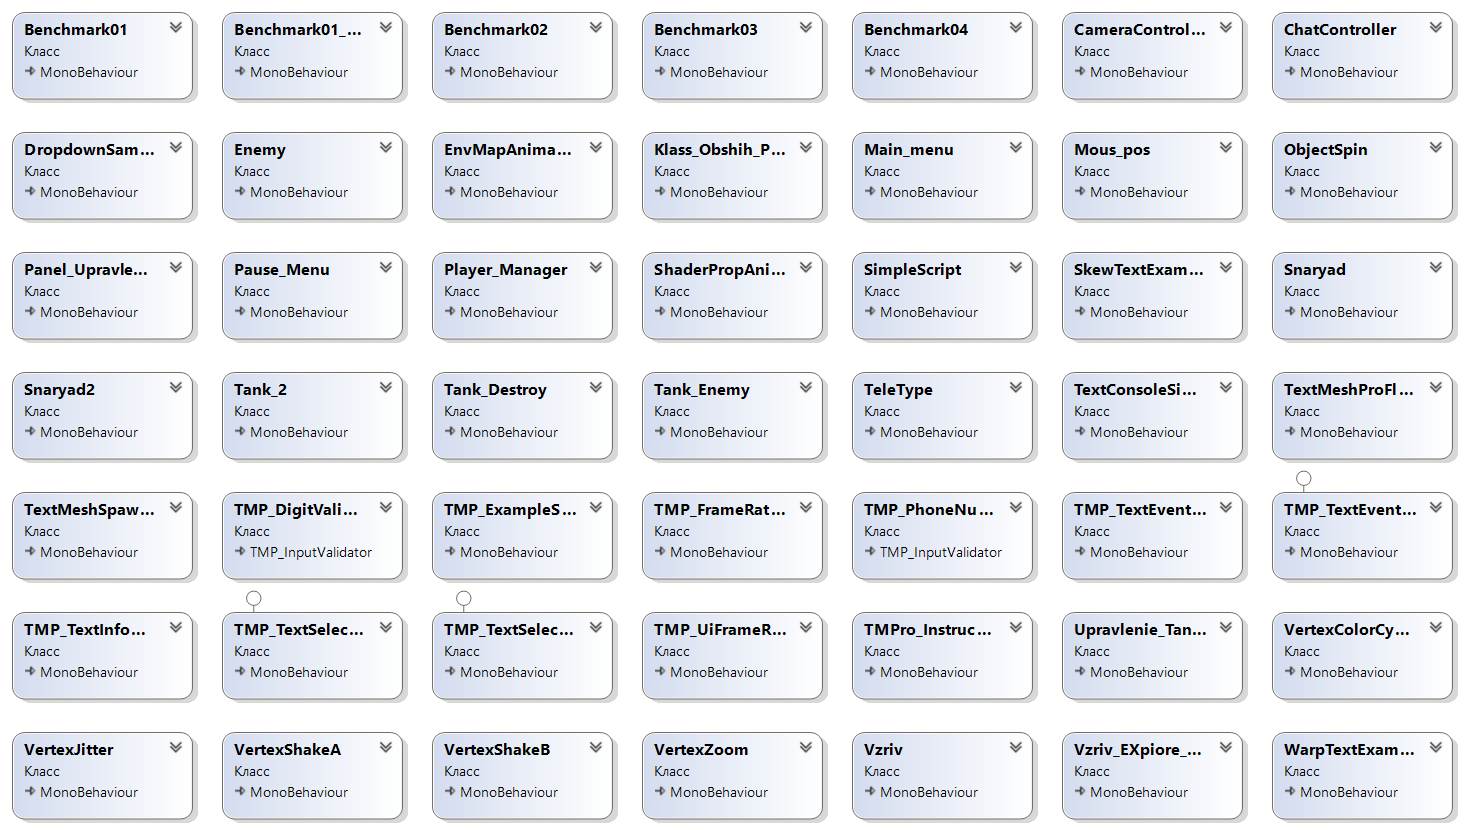 Benchmark01
Класс
MonoBehaviour
Benchmark01_...
Класс
MonoBehaviour
Benchmark02
Класс
MonoBehaviour
Benchmark03
Класс
MonoBehaviour
Benchmark04
Класс
MonoBehaviour
CameraControl...
Класс
MonoBehaviour
ChatController
Класс
MonoBehaviour
DropdownSam...
Класс
MonoBehaviour
Enemy
Класс
MonoBehaviour
EnvMapAnima...
Класс
MonoBehaviour
Klass_Obshih_P...
Класс
MonoBehaviour
Main_menu
Класс
MonoBehaviour
Mous_pos
Класс
MonoBehaviour
ObjectSpin
Класс
MonoBehaviour
Panel_Upravle...
Класс
MonoBehaviour
Pause_Menu
Класс
MonoBehaviour
Player_Manager
Класс
MonoBehaviour
ShaderPropAni...
Класс
MonoBehaviour
SimpleScript
Класс
MonoBehaviour
SkewTextExam...
Класс
MonoBehaviour
Snaryad
Класс
MonoBehaviour
Snaryad2
Класс
MonoBehaviour
Tank_2
Класс
MonoBehaviour
Tank_Destroy
Класс
MonoBehaviour
Tank_Enemy
Класс
MonoBehaviour
TeleType
Класс
MonoBehaviour
TextConsoleSi...
Класс
MonoBehaviour
TextMeshProFl...
Класс
MonoBehaviour
TextMeshSpaw...
Класс
MonoBehaviour
TMP_DigitVali...
Класс
TMP_InputValidator
TMP_ExampleS...
Класс
MonoBehaviour
TMP_FrameRat...
Класс
MonoBehaviour
TMP_PhoneNu...
Класс
TMP_InputValidator
TMP_TextEvent...
Класс
MonoBehaviour
TMP_TextEvent...
Класс
MonoBehaviour
TMP_TextInfo...
Класс
MonoBehaviour
TMP_TextSelec...
Класс
MonoBehaviour
TMP_TextSelec...
Класс
MonoBehaviour
TMP_UiFrameR...
Класс
MonoBehaviour
TMPro_Instruc...
Класс
MonoBehaviour
Upravlenie_Tan...
Класс
MonoBehaviour
VertexColorCy...
Класс
MonoBehaviour
VertexJitter
Класс
MonoBehaviour
VertexShakeA
Класс
MonoBehaviour
VertexShakeB
Класс
MonoBehaviour
VertexZoom
Класс
MonoBehaviour
Vzriv
Класс
MonoBehaviour
Vzriv_EXpiore_...
Класс
MonoBehaviour
WarpTextExam...
Класс
MonoBehaviour